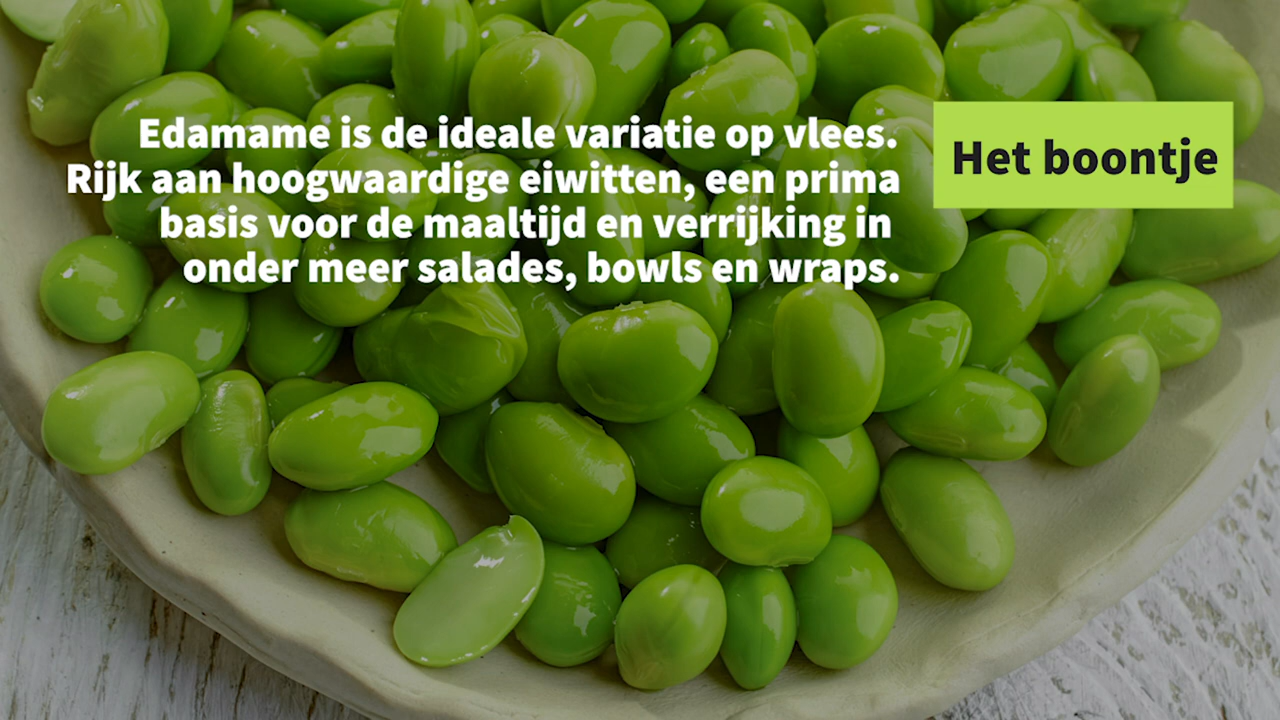 Edamame is de ideale variatie op vlees.
Rijk aan hoogwaardige eiwitten, een prima
basis voor de maaltijd en verrijking in
onder meer salades, bowls en wraps.
Het boontje